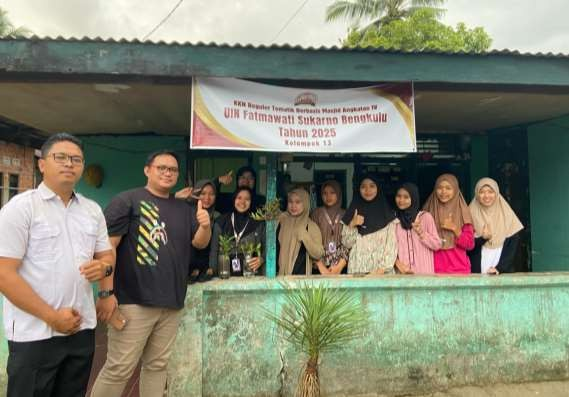 KKN Reguler Tematik Berbasis Masjid Angkatan IV
UIN Fatmawati Sukarno Bengkulu
Tahun 2025
Kelompok 13